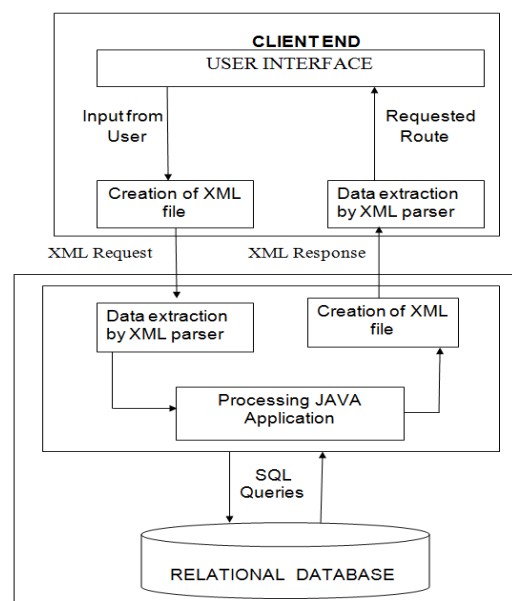 CLIENT END
USER INTERFACE
Input from
User
Requested
Route
Creation of XML
file
Data extraction
by XML parser
XML Request
XML Response
Data extraction
by XML parser
Creation of XML
file
Processing JAVA
Application
SQL
Queries
RELATIONAL DATABASE